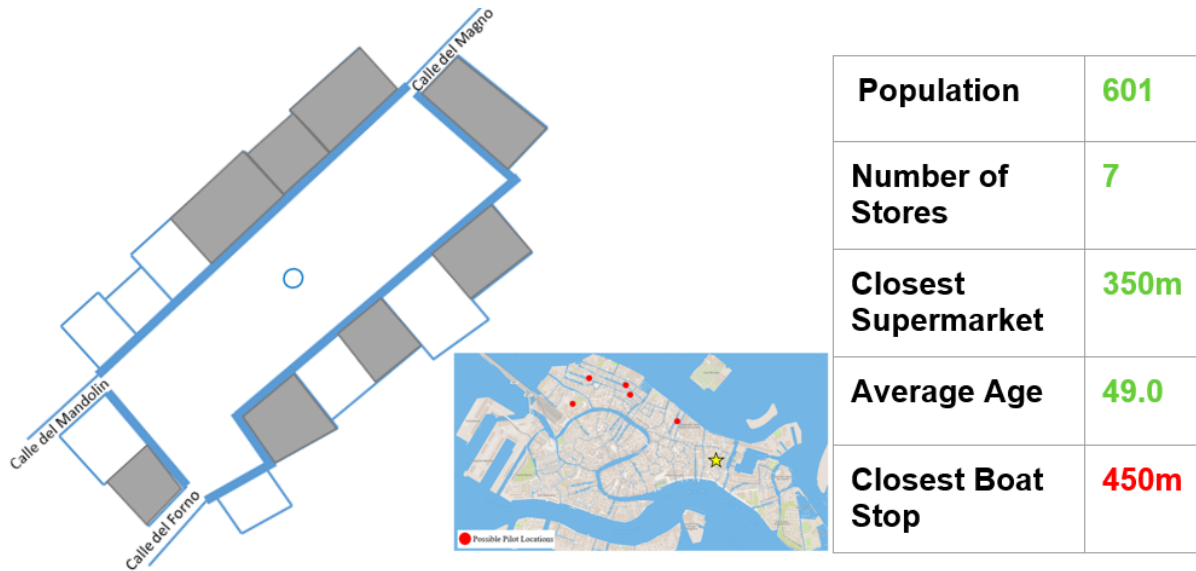 Calle del Magno
Calle del Mandolin
Calle del Forno
Possible Pilot Locations
Population 601
Number of
Stores 7
Closest
Supermarket 350m
Average Age 49.0
Closest Boat
Stop 450m